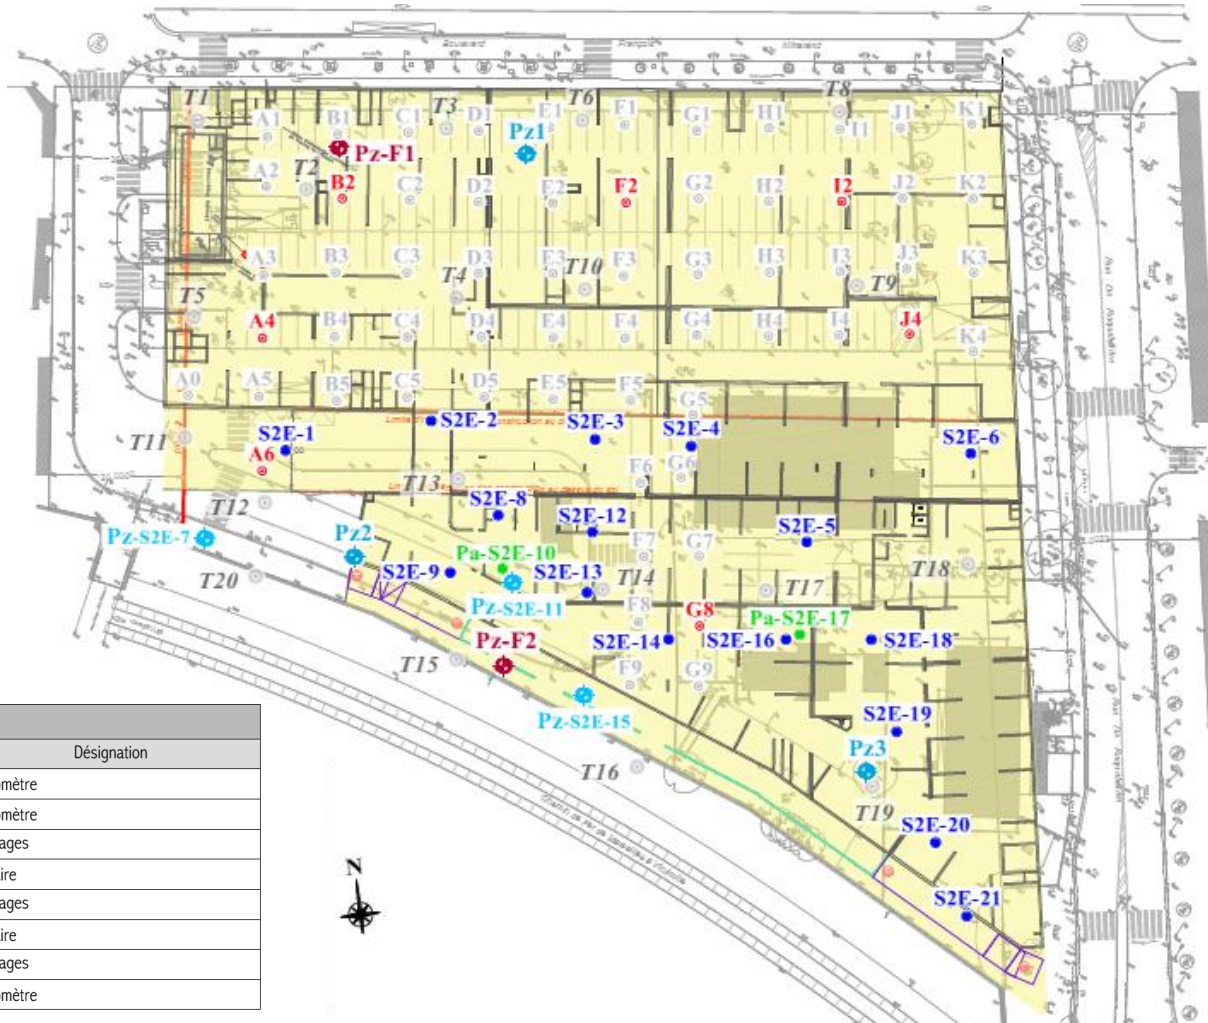 Boulevard François Mitterrand
T1
A1
B1
C1
T3
D1
E1
T6
F1
G1
H1
T8
I1
J1
K1
Pz-F1
Pz1
A2
T2
B2
C2
D2
E2
F2
G2
H2
I2
J2
K2
A3
B3
C3
T4
D3
E3
T10
F3
G3
H3
I3
T9
J3
K3
T5
A4
B4
C4
D4
E4
F4
G4
H4
I4
J4
K4
A0
A5
B5
C5
D5
E5
F5
G5
T11
S2E-1
S2E-2
S2E-3
S2E-4
S2E-6
A6
T13
F6
G6
T12
S2E-8
S2E-12
S2E-5
Pz-S2E-7
Pz2
F7
G7
T20
S2E-9
Pa-S2E-10
S2E-13
T14
T17
T18
Pz-S2E-11
F8
G8
Pa-S2E-17
Pz-F2
S2E-14
S2E-16
S2E-18
T15
F9
G9
Pz-S2E-15
S2E-19
T16
Pz3
T19
S2E-20
S2E-21
N
Désignation
omètre
omètre
ages
ire
ages
ire
ages
omètre